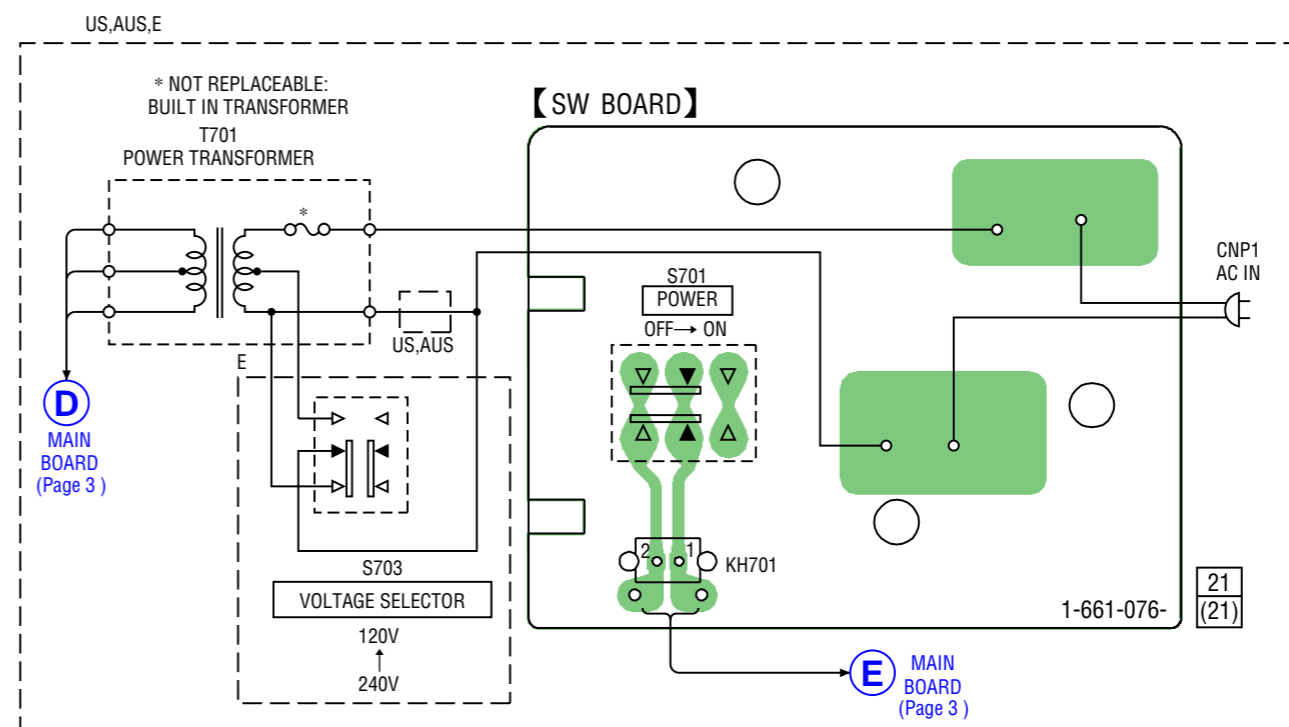 US,AUS,E
* NOT REPLACEABLE:
BUILT IN TRANSFORMER
T701
POWER TRANSFORMER
*
【SW BOARD】
CNP1
AC IN
S701
POWER
OFF→ ON
US,AUS
E
D
MAIN
BOARD
(Page 3 )
S703
VOLTAGE SELECTOR
120V
↑
240V
2 1
KH701
1-661-076-
21
(21)
E
MAIN
BOARD
(Page 3 )